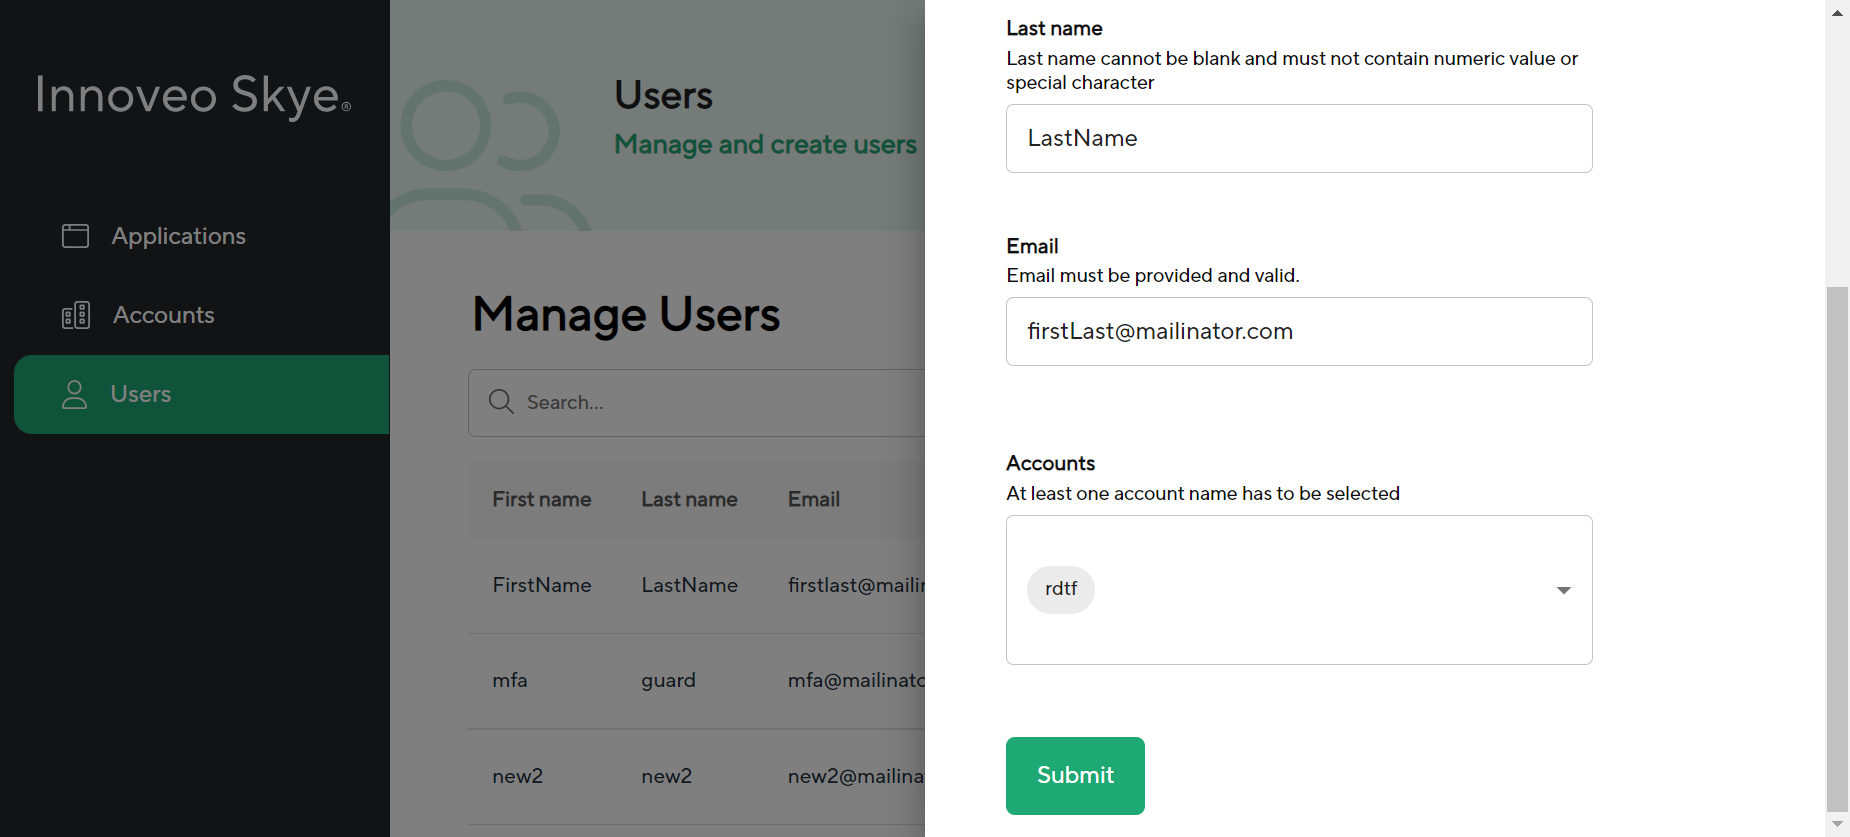 Innoveo Skye®
Applications
Accounts
Users
Users
Manage and create users
Manage Users
Search...
First name Last name Email
FirstName LastName firstlast@mailin
mfa guard mfa@mailinato
new2 new2 new2@mailina
Last name
Last name cannot be blank and must not contain numeric value or
special character
LastName
Email
Email must be provided and valid.
firstLast@mailinator.com
Accounts
At least one account name has to be selected
rdtf
Submit